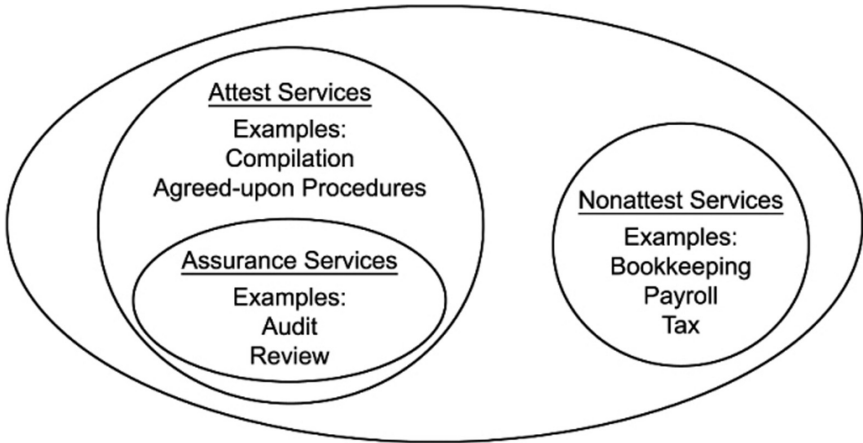 Attest Services
Examples:
Compilation
Agreed-upon Procedures
Assurance Services
Examples:
Audit
Review
Nonattest Services
Examples:
Bookkeeping
Payroll
Tax